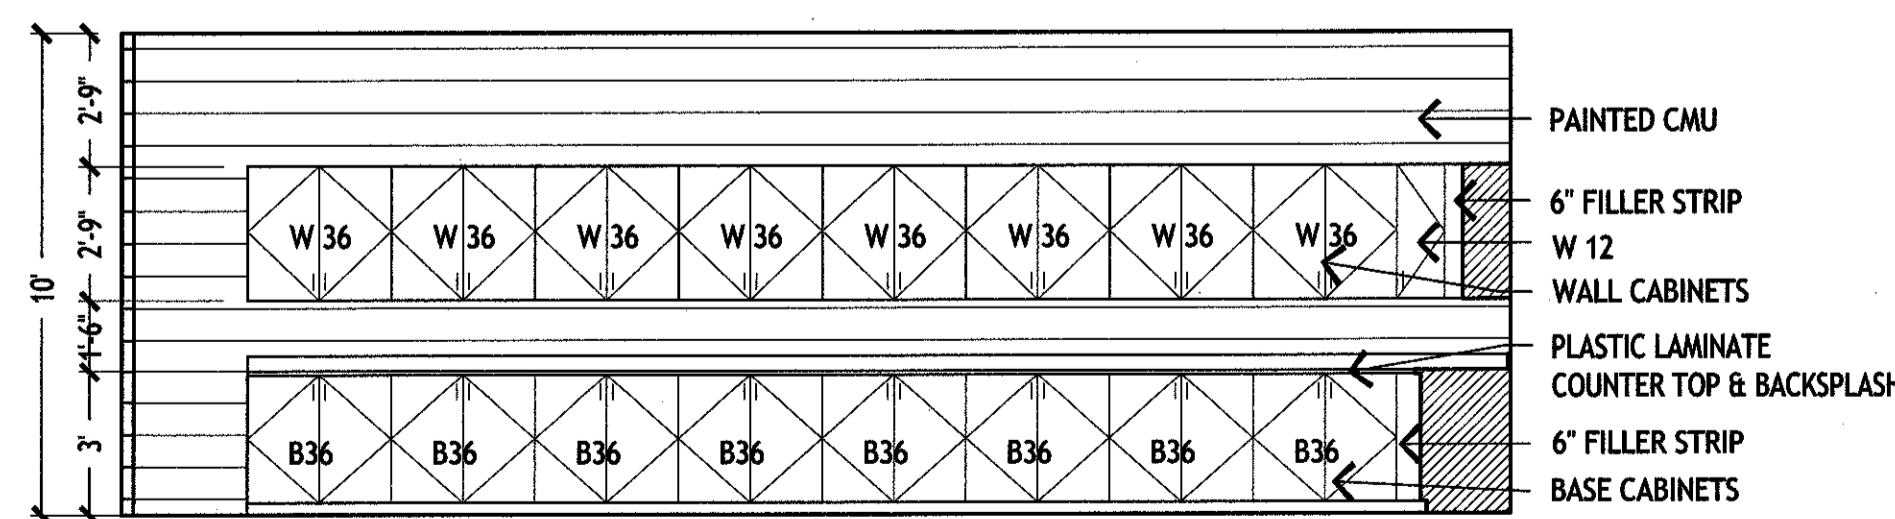 10'
2'-9"
2'-9"
1'-6"
3'
PAINTED CMU
W 36 W 36 W 36 W 36 W 36 W 36 W 36 W 36
6" FILLER STRIP
W 12
WALL CABINETS
PLASTIC LAMINATE
COUNTER TOP & BACKSPLASH
B36 B36 B36 B36 B36 B36 B36 B36
6" FILLER STRIP
BASE CABINETS